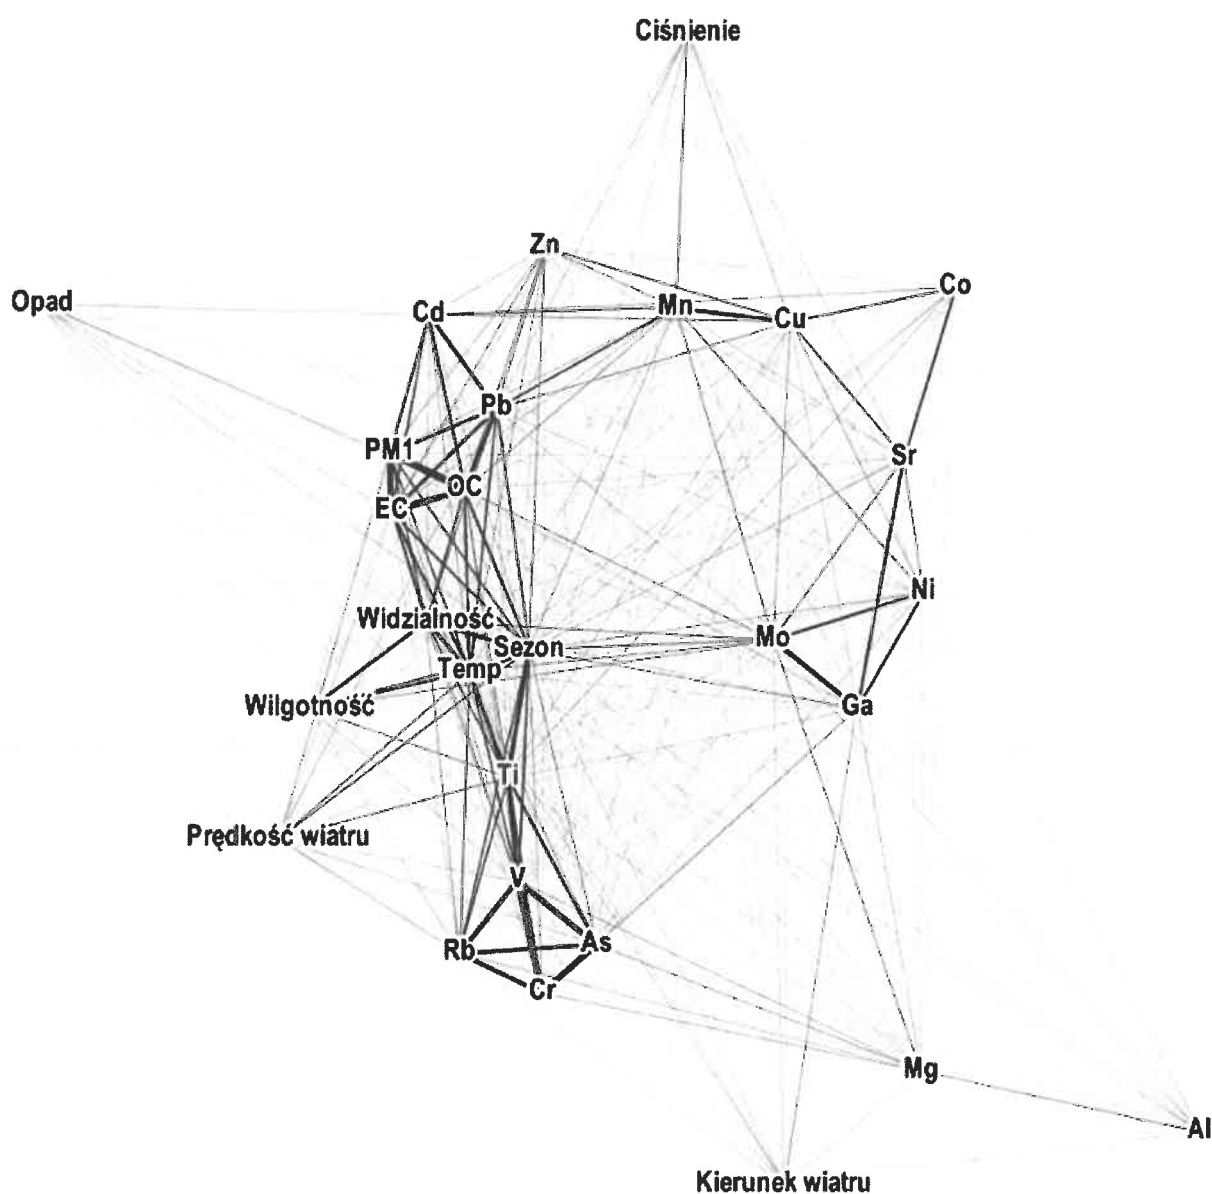 Ciśnienie
Zn
Co
Opad
Cd
Mn
Cu
Pb
PM1
Sr
OC
EC
Ni
Widzialność
Mo
Sezon
Temp
Wilgotność
Ga
Ti
Prędkość wiatru
V
As
Rb
Cr
Mg
Al
Kierunek wiatru